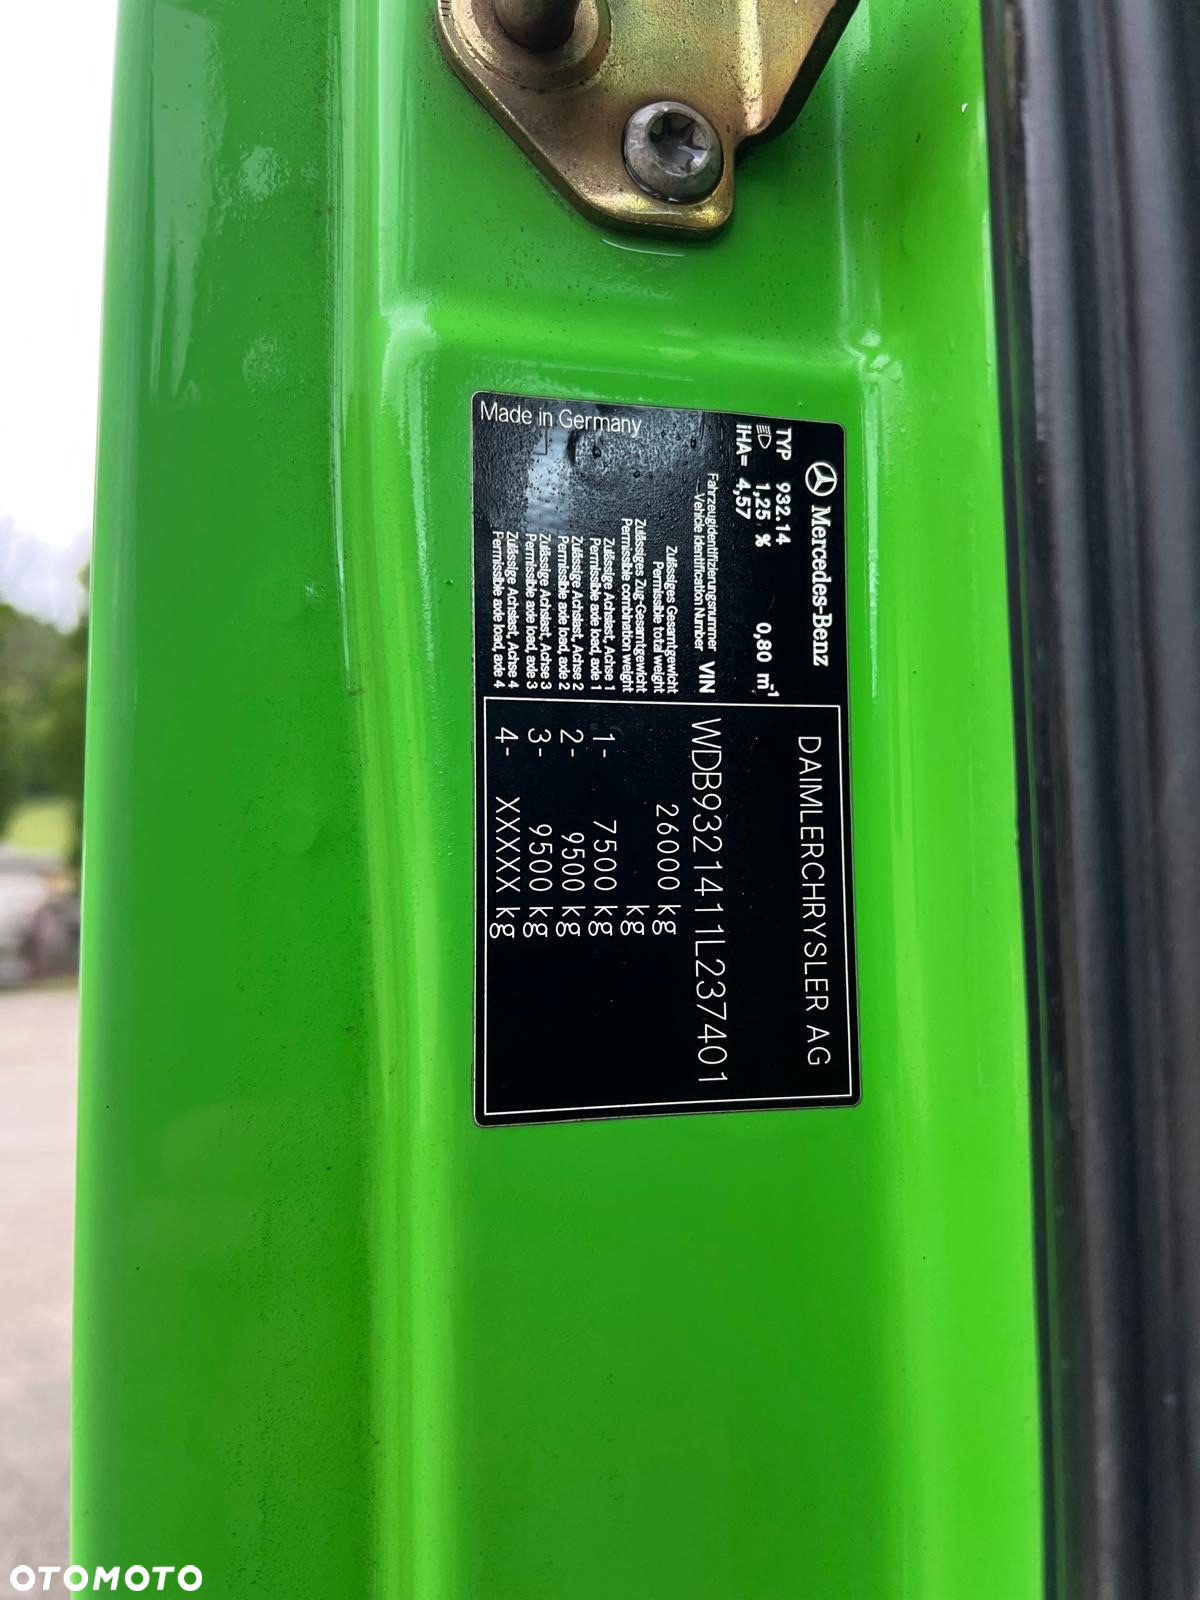 Mercedes-Benz
DAIMLERCHRYSLER AG
TYP 932.14
1,25 % 0,80 m⁻¹
iHA= 4,57
Fahrzeugidentifizierungsnummer
Vehicle Identification Number VIN
WDB9321411L237401
Zulässiges Gesamtgewicht
Permissible total weight
26000 kg
Zulässiges Zug-Gesamtgewicht
Permissible combination weight
kg
Zulässige Achslast, Achse 1
Permissible axle load, axle 1
1- 7500 kg
Zulässige Achslast, Achse 2
Permissible axle load, axle 2
2- 9500 kg
Zulässige Achslast, Achse 3
Permissible axle load, axle 3
3- 9500 kg
Zulässige Achslast, Achse 4
Permissible axle load, axle 4
4- XXXXX kg
Made in Germany
OTOMOTO